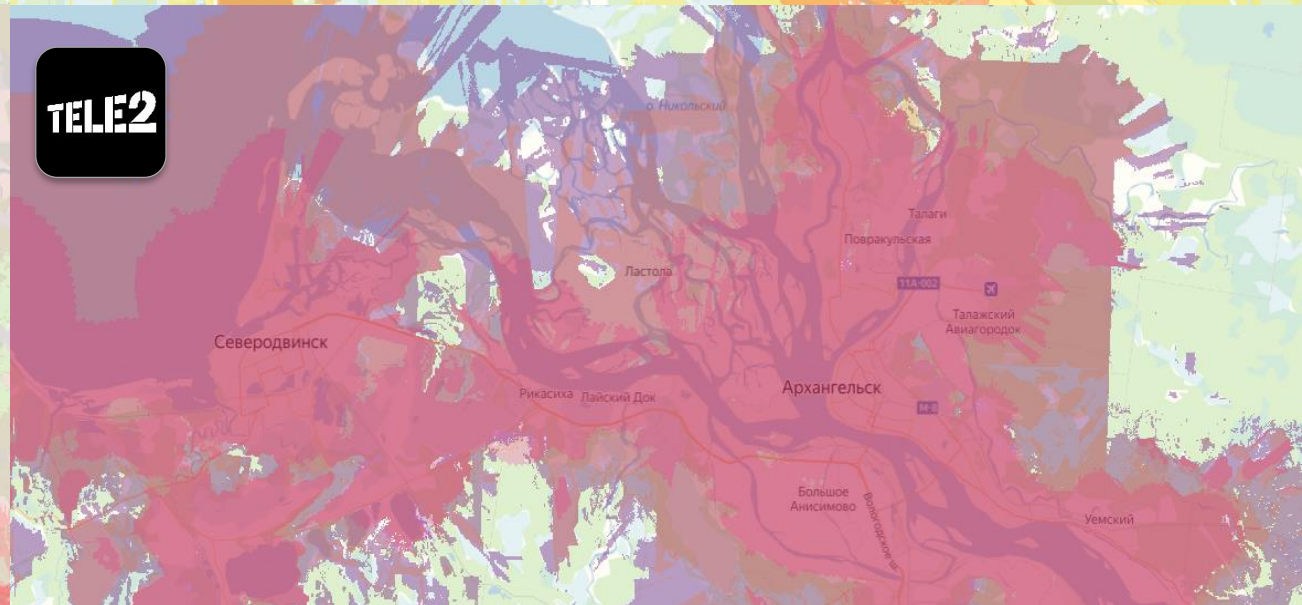 TELE2
о. Никольский
Талаги
Повракульская
Ластола
11А-002
Талажский
Авиагородок
Северодвинск
Архангельск
Рикасиха
Лайский Док
М-8
Большое
Анисимово
Вологодское ш.
Уемский